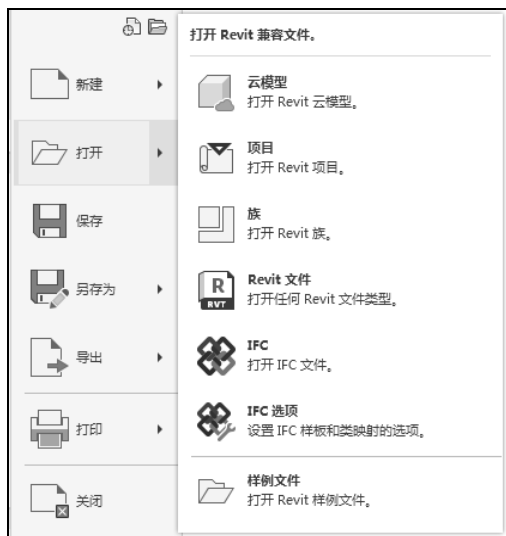 新建
打开
保存
另存为
导出
打印
关闭
打开 Revit 兼容文件。
云模型
打开 Revit 云模型。
项目
打开 Revit 项目。
族
打开 Revit 族。
R
RVT
Revit 文件
打开任何 Revit 文件类型。
IFC
打开 IFC 文件。
IFC 选项
设置 IFC 样板和类映射的选项。
样例文件
打开 Revit 样例文件。